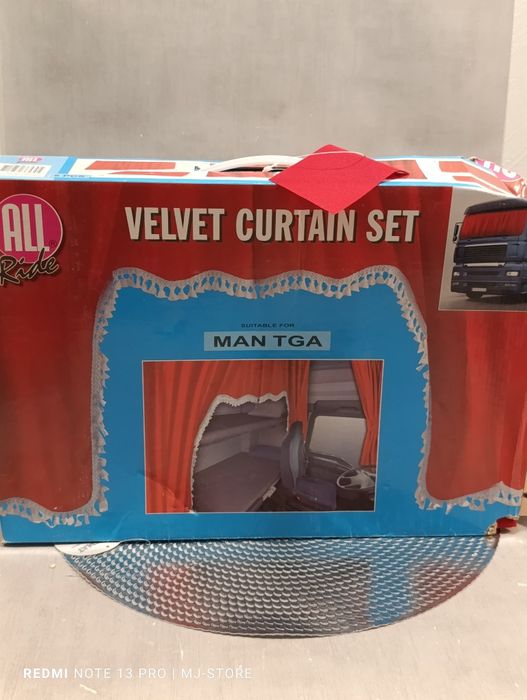 ALL
Ride
VELVET CURTAIN SET
SUITABLE FOR
MAN TGA
REDMI NOTE 13 PRO | MJ-STORE